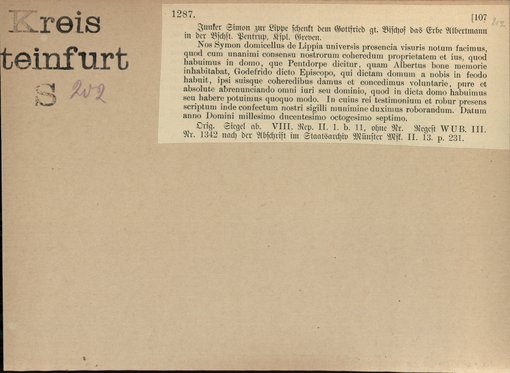 Kreis
teinfurt
S 202
1287. [107
202
Junker Simon zur Lippe schenkt dem Gottfried gt. Bischof das Erbe Albertmann
in der Bschft. Pentrup, Kspl. Greven.
Nos Symon domicellus de Lippia universis presencia visuris notum facimus,
quod cum unanimi consensu nostrorum coheredum proprietatem et ius, quod
habuimus in domo, que Pentdorpe dicitur, quam Albertus bone memorie
inhabitabat, Godefrido dicto Episcopo, qui dictam domum a nobis in feodo
habuit, ipsi suisque coheredibus damus et concedimus voluntarie, pure et
absolute abrenunciando omni iuri seu dominio, quod in dicta domo habuimus
seu habere potuimus quoquo modo. In cuius rei testimonium et robur presens
scriptum inde confectum nostri sigilli munimine duximus roborandum. Datum
anno Domini millesimo ducentesimo octogesimo septimo.
Orig. Siegel ab. VIII. Rep. II. 1. b. 11, ohne Nr. Regest WUB. III.
Nr. 1342 nach der Abschrift im Staatsarchiv Münster Msk. II. 13. p. 231.